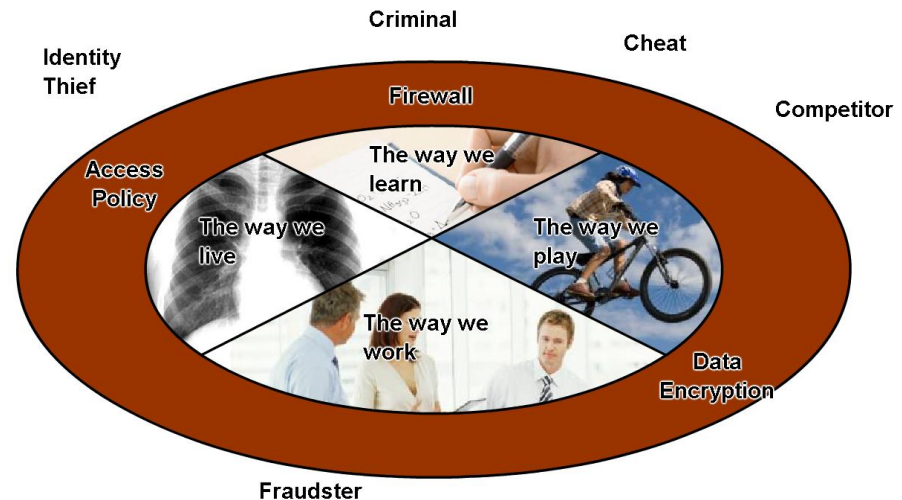 Criminal
Cheat
Identity
Thief
Competitor
Firewall
Access
Policy
The way we
learn
The way we
live
The way we
play
The way we
work
Data
Encryption
Fraudster